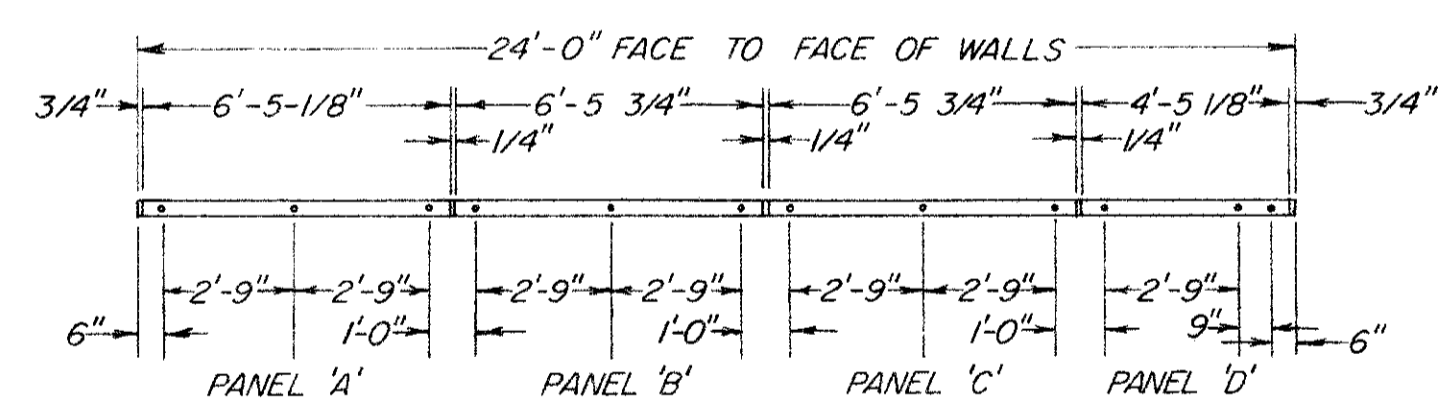 24'-0" FACE TO FACE OF WALLS
3/4" 6'-5-1/8" 6'-5 3/4" 6'-5 3/4" 4'-5 1/8" 3/4"
1/4" 1/4" 1/4"
2'-9" 2'-9" 2'-9" 2'-9" 2'-9" 2'-9" 2'-9"
6" 1'-0" 1'-0" 1'-0" 9" 6"
PANEL 'A' PANEL 'B' PANEL 'C' PANEL 'D'